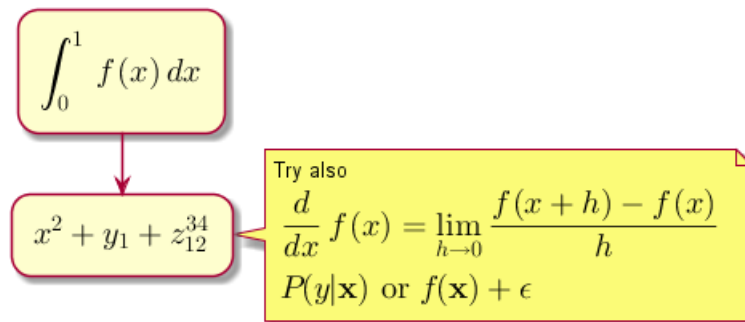 ∫₀¹ f(x) dx
x² + y₁ + z₁₂³⁴
Try also
d/dx f(x) = lim_{h→0} (f(x + h) − f(x))/h
P(y|𝐱) or f(𝐱) + ϵ